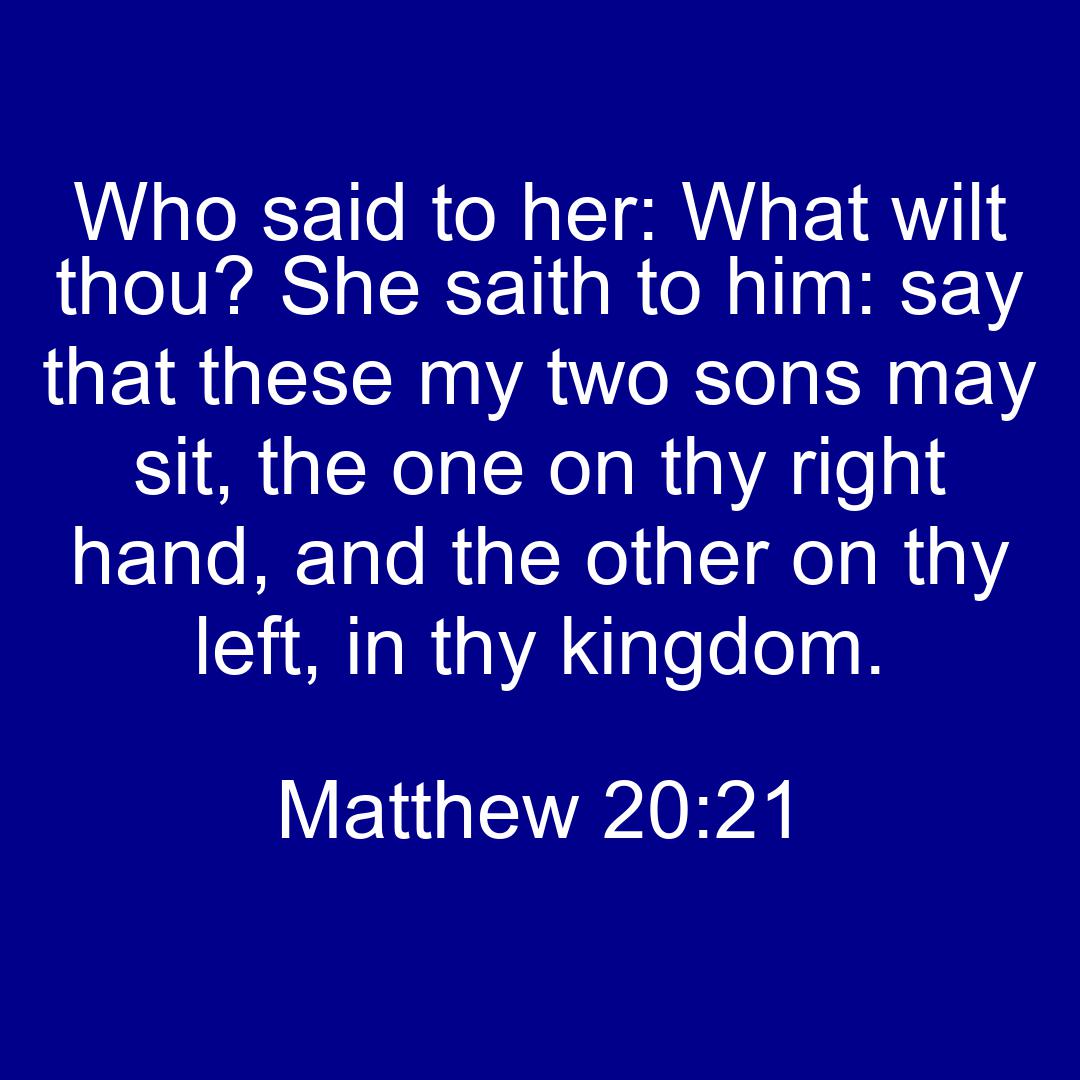 Who said to her: What wilt
thou? She saith to him: say
that these my two sons may
sit, the one on thy right
hand, and the other on thy
left, in thy kingdom.
Matthew 20:21